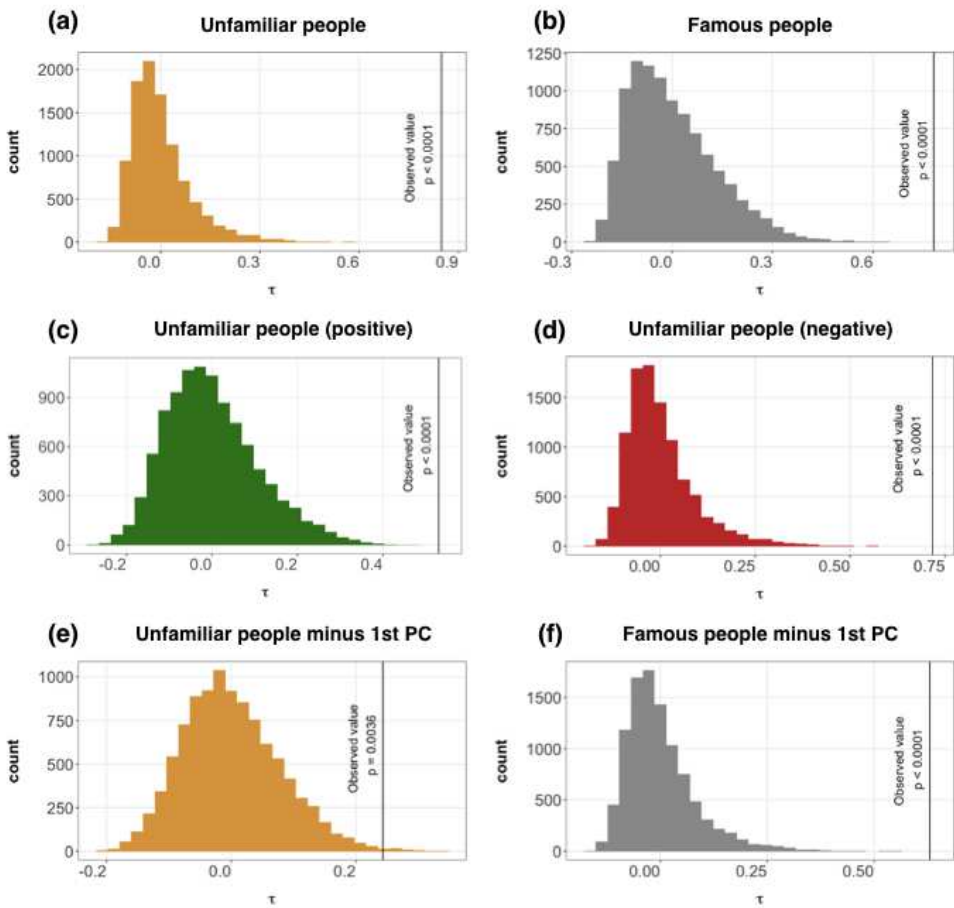 (a) Unfamiliar people
2000
1500
1000
500
0
count
Observed value
p < 0.0001
0.0 0.3 0.6 0.9
τ
(b) Famous people
1250
1000
750
500
250
0
count
Observed value
p < 0.0001
-0.3 0.0 0.3 0.6
τ
(c) Unfamiliar people (positive)
900
600
300
0
count
Observed value
p < 0.0001
-0.2 0.0 0.2 0.4
τ
(d) Unfamiliar people (negative)
1500
1000
500
0
count
Observed value
p < 0.0001
0.00 0.25 0.50 0.75
τ
(e) Unfamiliar people minus 1st PC
1000
750
500
250
0
count
Observed value
p = 0.0036
-0.2 0.0 0.2
τ
(f) Famous people minus 1st PC
1500
1000
500
0
count
Observed value
p < 0.0001
0.00 0.25 0.50
τ